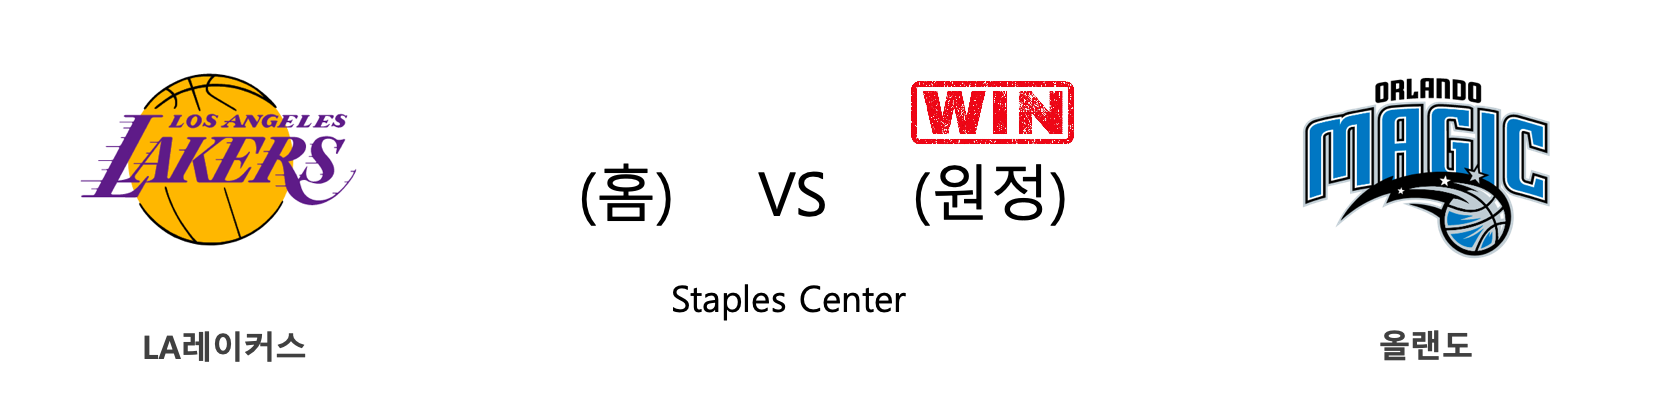 LOS ANGELES
LAKERS
WIN
(홈) VS (원정)
Staples Center
LA레이커스
ORLANDO
MAGIC
올랜도